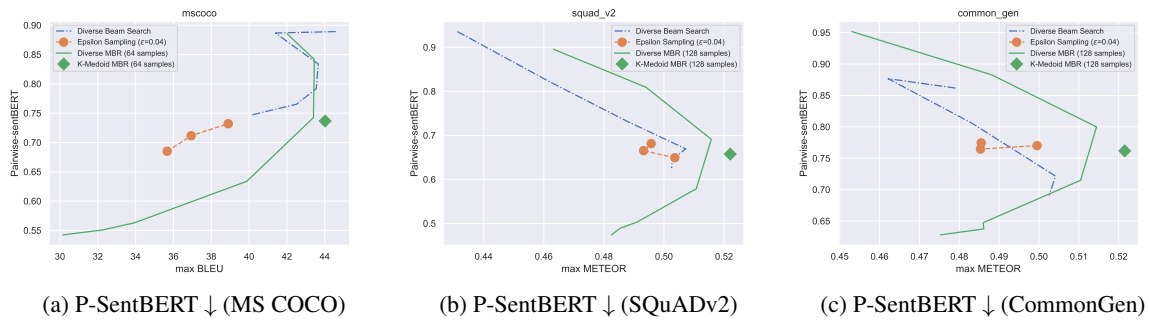 mscoco
Diverse Beam Search
Epsilon Sampling (ε=0.04)
Diverse MBR (64 samples)
K-Medoid MBR (64 samples)
Pairwise-sentBERT
0.90
0.85
0.80
0.75
0.70
0.65
0.60
0.55
30 32 34 36 38 40 42 44
max BLEU
(a) P-SentBERT ↓ (MS COCO)
squad_v2
Diverse Beam Search
Epsilon Sampling (ε=0.04)
Diverse MBR (128 samples)
K-Medoid MBR (128 samples)
Pairwise-sentBERT
0.9
0.8
0.7
0.6
0.5
0.44 0.46 0.48 0.50 0.52
max METEOR
(b) P-SentBERT ↓ (SQuADv2)
common_gen
Diverse Beam Search
Epsilon Sampling (ε=0.04)
Diverse MBR (128 samples)
K-Medoid MBR (128 samples)
Pairwise-sentBERT
0.95
0.90
0.85
0.80
0.75
0.70
0.65
0.45 0.46 0.47 0.48 0.49 0.50 0.51 0.52
max METEOR
(c) P-SentBERT ↓ (CommonGen)